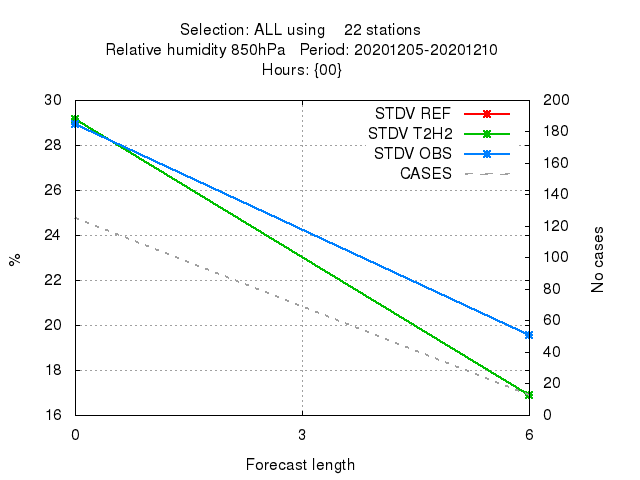 Selection: ALL using 22 stations
Relative humidity 850hPa Period: 20201205-20201210
Hours: {00}
30 200
STDV REF
28 180
STDV T2H2
STDV OBS
160
26 CASES
140
24 120
%
22 100
No cases
80
20 60
40
18 20
16 0
0 3 6
Forecast length